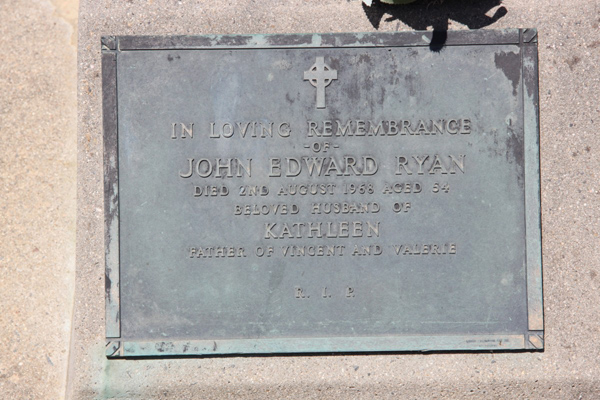 IN LOVING REMEMBRANCE
-OF-
JOHN EDWARD RYAN
DIED 2ND AUGUST 1968 AGED 54
BELOVED HUSBAND OF
KATHLEEN
FATHER OF VINCENT AND VALERIE
R. I. P.